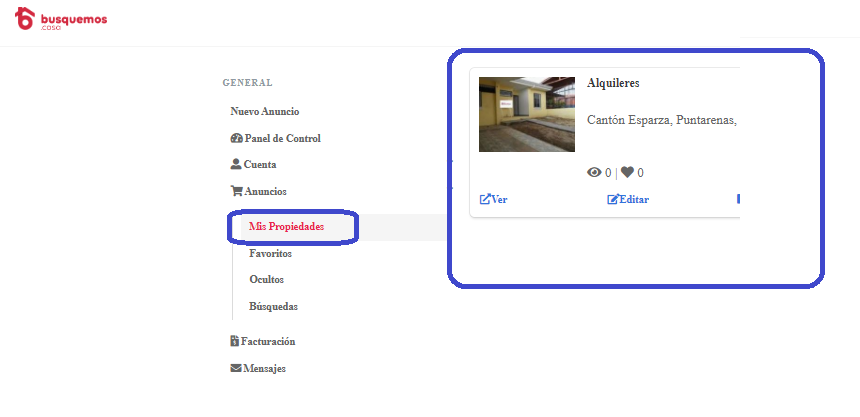 busquemos
.casa
GENERAL
Nuevo Anuncio
Panel de Control
Cuenta
Anuncios
Mis Propiedades
Favoritos
Ocultos
Búsquedas
Facturación
Mensajes
Alquileres
Cantón Esparza, Puntarenas,
0 | 0
Ver
Editar